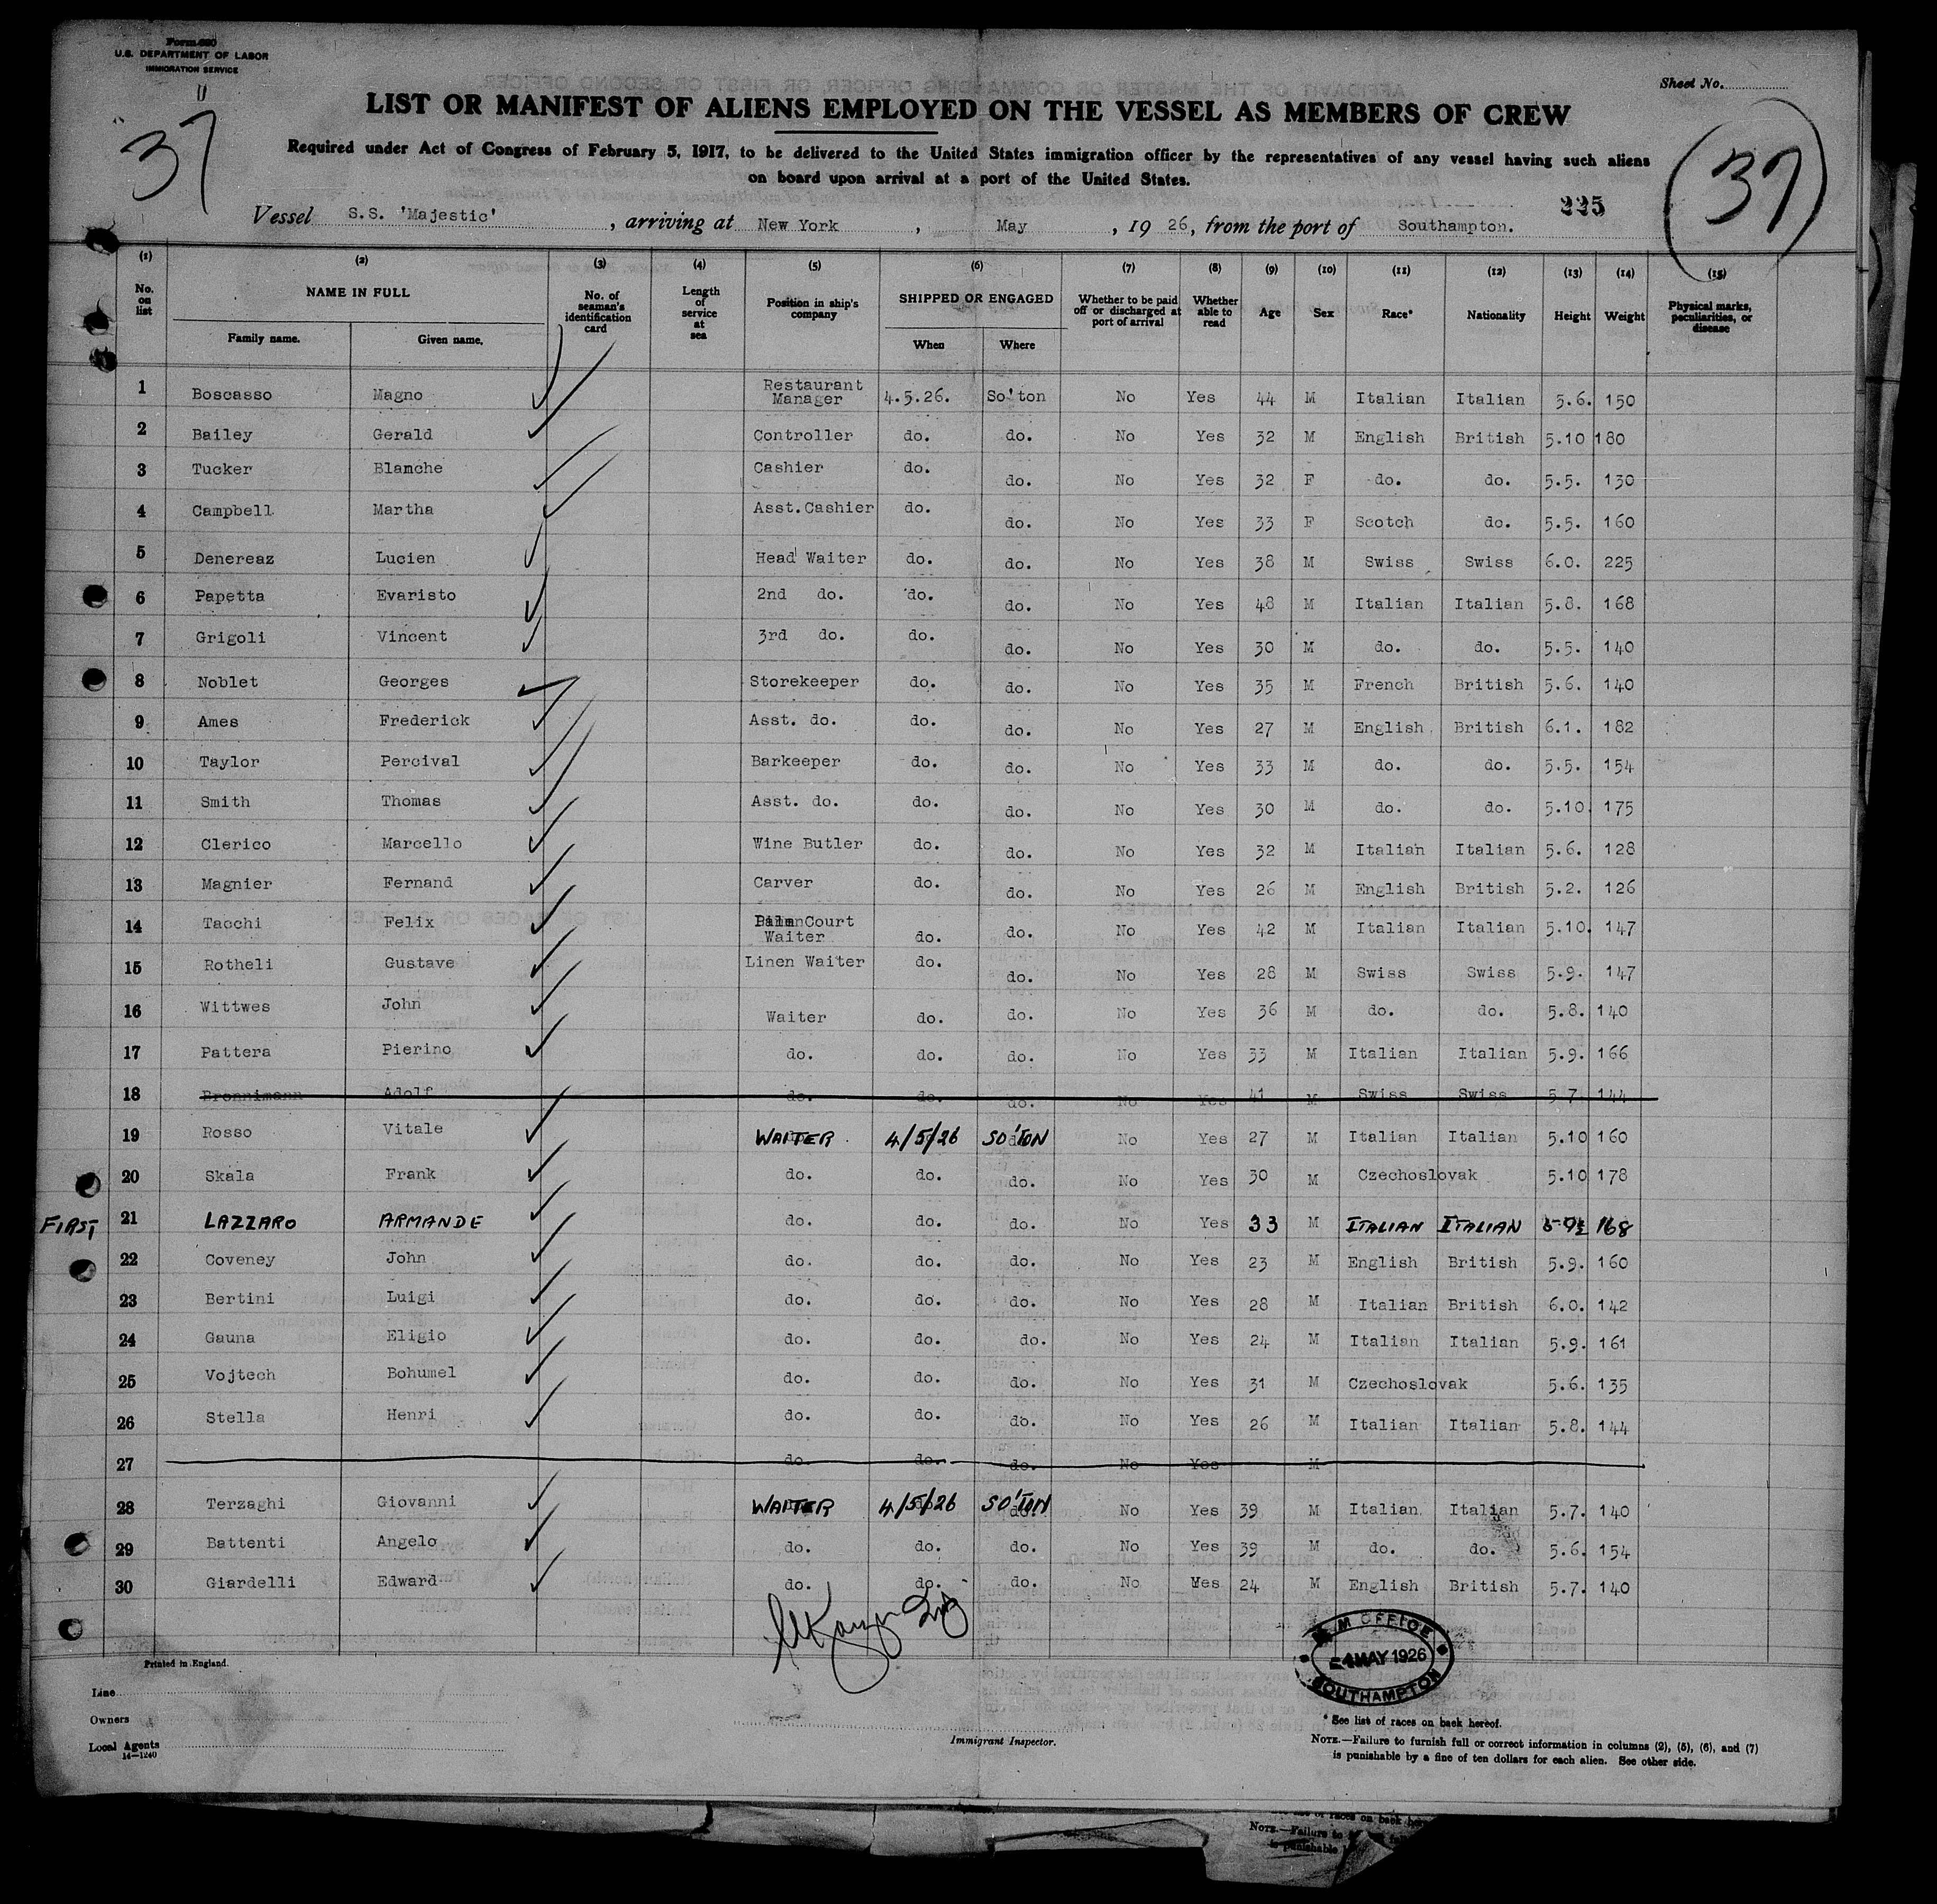 Form 680
U.S. DEPARTMENT OF LABOR
IMMIGRATION SERVICE
Sheet No.
37
LIST OR MANIFEST OF ALIENS EMPLOYED ON THE VESSEL AS MEMBERS OF CREW
Required under Act of Congress of February 5, 1917, to be delivered to the United States immigration officer by the representatives of any vessel having such aliens
on board upon arrival at a port of the United States.
37
225
Vessel S.S. 'Majestic' , arriving at New York , May , 19 26, from the port of Southampton.
(1) (2) (3) (4) (5) (6) (7) (8) (9) (10) (11) (12) (13) (14) (15)
No. on list NAME IN FULL No. of seaman's identification card Length of service at sea Position in ship's company SHIPPED OR ENGAGED Whether to be paid off or discharged at port of arrival Whether able to read Age Sex Race* Nationality Height Weight Physical marks, peculiarities, or disease
Family name. Given name. When Where
1 Boscasso Magno Restaurant Manager 4.5.26. So'ton No Yes 44 M Italian Italian 5.6. 150
2 Bailey Gerald Controller do. do. No Yes 32 M English British 5.10 180
3 Tucker Blanche Cashier do. do. No Yes 32 F do. do. 5.5. 130
4 Campbell Martha Asst.Cashier do. do. No Yes 33 F Scotch do. 5.5. 160
5 Denereaz Lucien Head Waiter do. do. No Yes 38 M Swiss Swiss 6.0. 225
6 Papetta Evaristo 2nd do. do. do. No Yes 48 M Italian Italian 5.8. 168
7 Grigoli Vincent 3rd do. do. do. No Yes 30 M do. do. 5.5. 140
8 Noblet Georges Storekeeper do. do. No Yes 35 M French British 5.6. 140
9 Ames Frederick Asst. do. do. do. No Yes 27 M English British 6.1. 182
10 Taylor Percival Barkeeper do. do. No Yes 33 M do. do. 5.5. 154
11 Smith Thomas Asst. do. do. do. No Yes 30 M do. do. 5.10. 175
12 Clerico Marcello Wine Butler do. do. No Yes 32 M Italian Italian 5.6. 128
13 Magnier Fernand Carver do. do. No Yes 26 M English British 5.2. 126
14 Tacchi Felix Court Waiter do. do. No Yes 42 M Italian Italian 5.10. 147
15 Rotheli Gustave Linen Waiter do. do. No Yes 28 M Swiss Swiss 5.9. 147
16 Wittwes John Waiter do. do. No Yes 36 M do. do. 5.8. 140
17 Pattera Pierino do. do. do. No Yes 33 M Italian Italian 5.9. 166
18 Bronnimann Adolf do. do. do. No Yes 41 M Swiss Swiss 5.7. 144
19 Rosso Vitale WAITER 4/5/26 SO'TON No Yes 27 M Italian Italian 5.10 160
20 Skala Frank do. do. do. No Yes 30 M Czechoslovak 5.10 178
FIRST 21 LAZZARO ARMANDE do. do. do. No Yes 33 M ITALIAN ITALIAN 5-9½ 168
22 Coveney John do. do. do. No Yes 23 M English British 5.9. 160
23 Bertini Luigi do. do. do. No Yes 28 M Italian British 6.0. 142
24 Gauna Eligio do. do. do. No Yes 24 M Italian Italian 5.9. 161
25 Vojtech Bohumel do. do. do. No Yes 31 M Czechoslovak 5.6. 135
26 Stella Henri do. do. do. No Yes 26 M Italian Italian 5.8. 144
27 do. do. do. No Yes M
28 Terzaghi Giovanni WAITER 4/5/26 SO'TON No Yes 39 M Italian Italian 5.7. 140
29 Battenti Angelo do. do. do. No Yes 39 M do. do. 5.6. 154
30 Giardelli Edward do. do. do. No Yes 24 M English British 5.7. 140
M OFFICE
4 MAY 1926
SOUTHAMPTON
Printed in England.
Line
Owners
Local Agents
14—1240
Immigrant Inspector.
* See list of races on back hereof.
NOTE.—Failure to furnish full or correct information in columns (2), (5), (6), and (7)
is punishable by a fine of ten dollars for each alien. See other side.